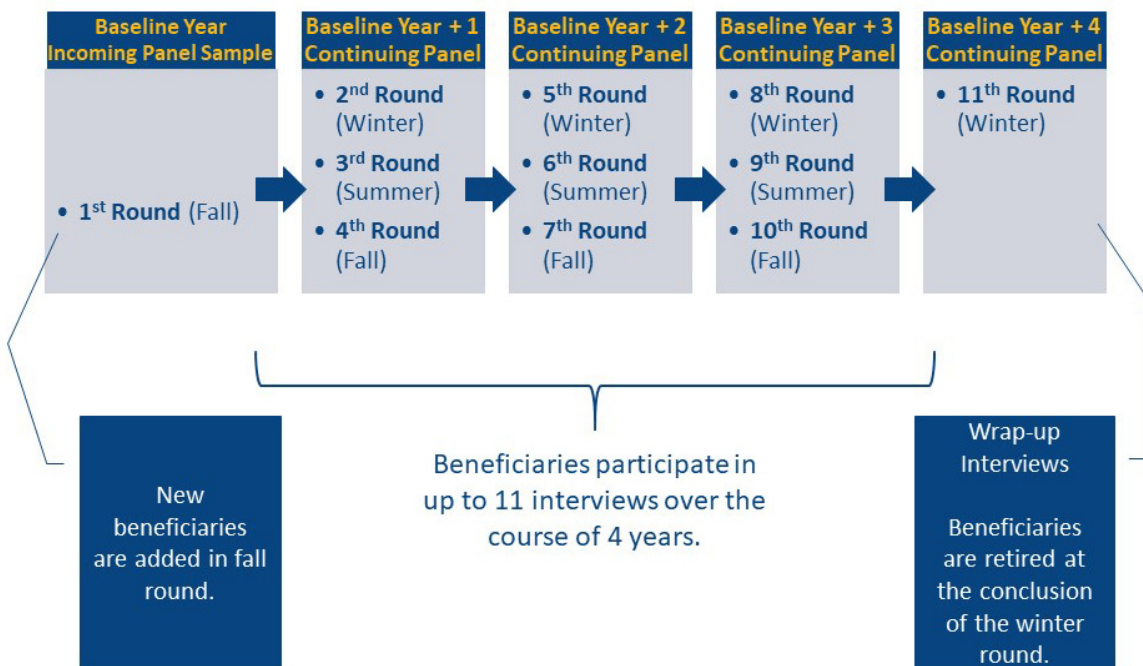 Baseline Year
Incoming Panel Sample
• 1st Round (Fall)
Baseline Year + 1
Continuing Panel
• 2nd Round
(Winter)
• 3rd Round
(Summer)
• 4th Round
(Fall)
Baseline Year + 2
Continuing Panel
• 5th Round
(Winter)
• 6th Round
(Summer)
• 7th Round
(Fall)
Baseline Year + 3
Continuing Panel
• 8th Round
(Winter)
• 9th Round
(Summer)
• 10th Round
(Fall)
Baseline Year + 4
Continuing Panel
• 11th Round
(Winter)
New
beneficiaries
are added in fall
round.
Beneficiaries participate in
up to 11 interviews over the
course of 4 years.
Wrap-up
Interviews
Beneficiaries
are retired at
the conclusion
of the winter
round.